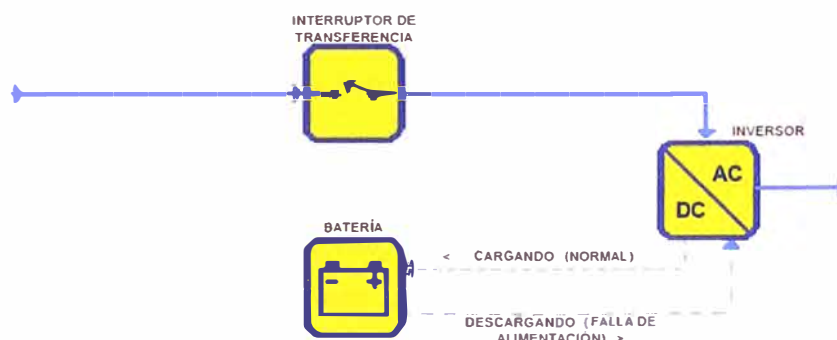 INTERRUPTOR DE
TRANSFERENCIA
INVERSOR
AC
DC
BATERÍA
< CARGANDO (NORMAL)
DESCARGANDO (FALLA DE
ALIMENTACIÓN) >